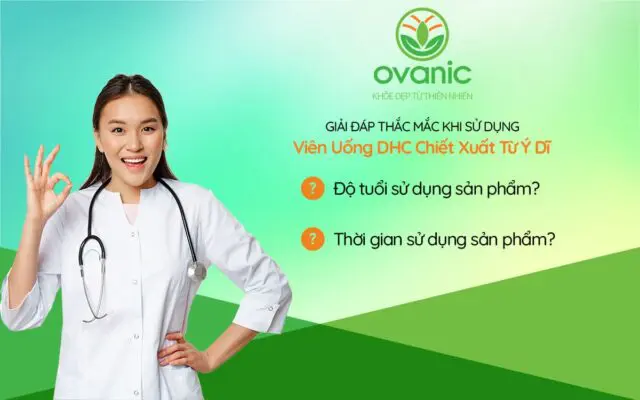 ovanic
KHỎE ĐẸP TỪ THIÊN NHIÊN
GIẢI ĐÁP THẮC MẮC KHI SỬ DỤNG
Viên Uống DHC Chiết Xuất Từ Ý Dĩ
? Độ tuổi sử dụng sản phẩm?
? Thời gian sử dụng sản phẩm?